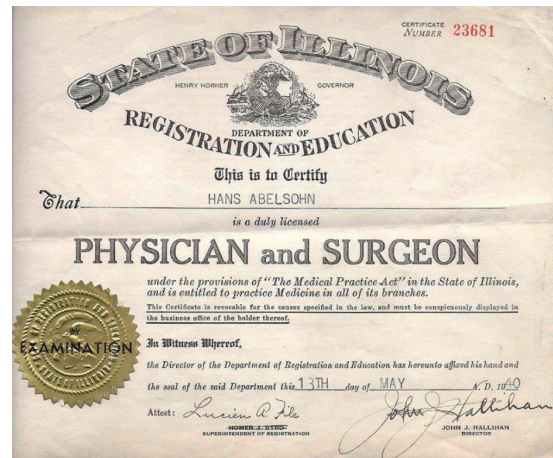 CERTIFICATE
NUMBER 23681
STATE OF ILLINOIS
HENRY HORNER GOVERNOR
DEPARTMENT OF
REGISTRATION AND EDUCATION
This is to Certify
That HANS ABELSOHN
is a duly licensed
PHYSICIAN and SURGEON
under the provisions of "The Medical Practice Act" in the State of Illinois,
and is entitled to practice Medicine in all of its branches.
This Certificate is revocable for the causes specified in the law, and must be conspicuously displayed in
the business office of the holder thereof.
BY
EXAMINATION
In Witness Whereof,
the Director of the Department of Registration and Education has hereunto affixed his hand and
the seal of the said Department this 13TH day of MAY A. D. 1940
Attest: Lucien A. File John J. Hallihan
HOMER J. BYRD
SUPERINTENDENT OF REGISTRATION
JOHN J. HALLIHAN
DIRECTOR